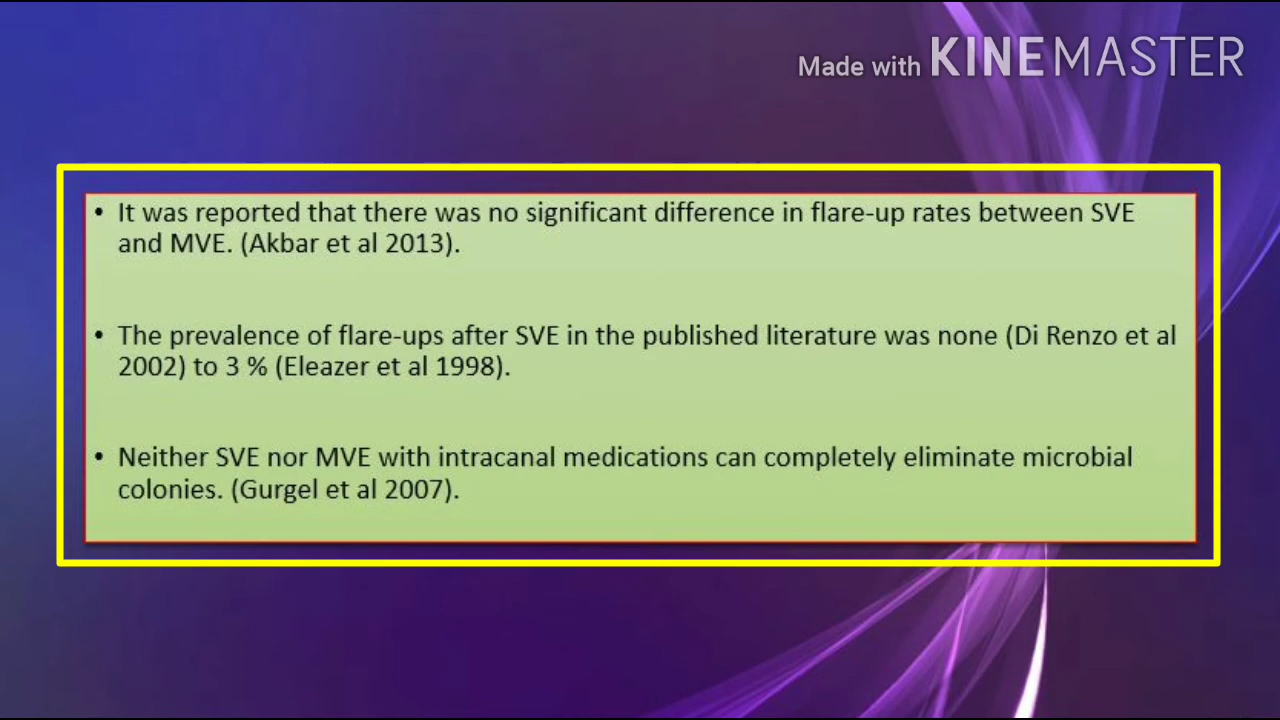 Made with KINEMASTER
• It was reported that there was no significant difference in flare-up rates between SVE
and MVE. (Akbar et al 2013).
• The prevalence of flare-ups after SVE in the published literature was none (Di Renzo et al
2002) to 3 % (Eleazer et al 1998).
• Neither SVE nor MVE with intracanal medications can completely eliminate microbial
colonies. (Gurgel et al 2007).